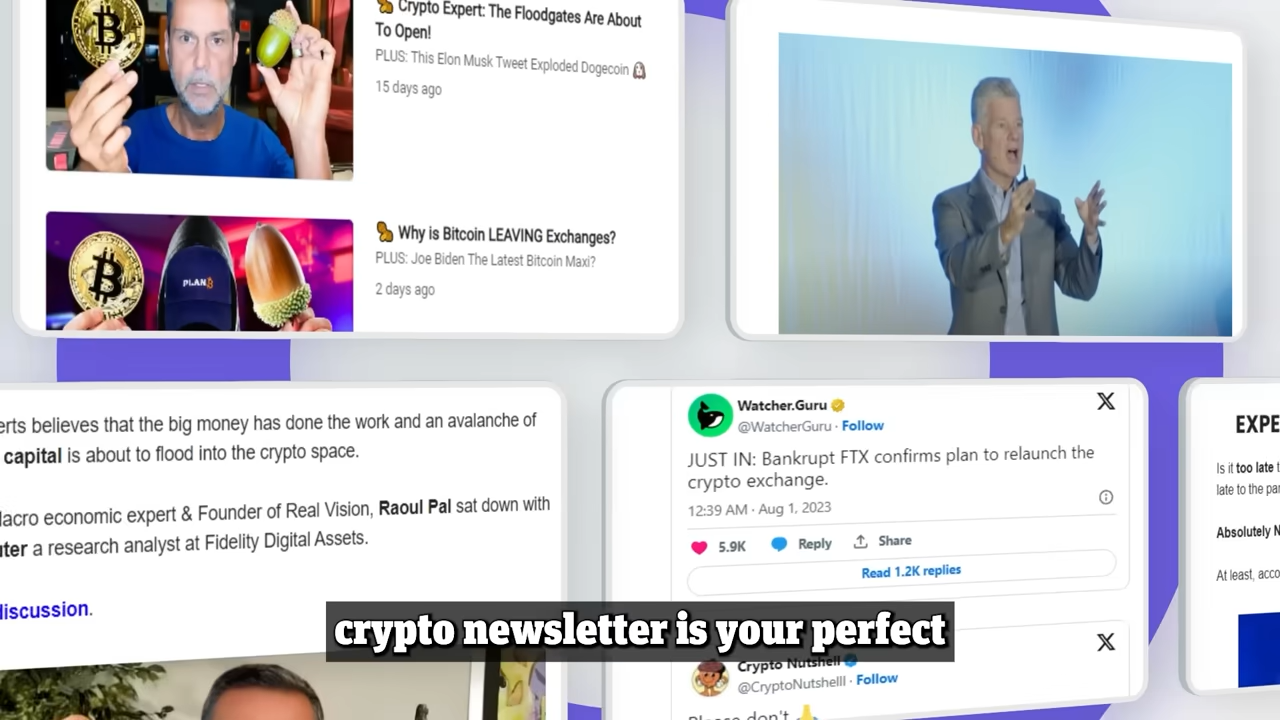 Crypto Expert: The Floodgates Are About
To Open!
PLUS: This Elon Musk Tweet Exploded Dogecoin
15 days ago
PLAN₿
Why is Bitcoin LEAVING Exchanges?
PLUS: Joe Biden The Latest Bitcoin Maxi?
2 days ago
erts believes that the big money has done the work and an avalanche of
capital is about to flood into the crypto space.
Macro economic expert & Founder of Real Vision, Raoul Pal sat down with
uter a research analyst at Fidelity Digital Assets.
discussion.
Watcher.Guru
@WatcherGuru · Follow
JUST IN: Bankrupt FTX confirms plan to relaunch the
crypto exchange.
12:39 AM · Aug 1, 2023
5.9K Reply Share
Read 1.2K replies
Crypto Nutshell
@CryptoNutshelll · Follow
Please don't
EXPE
Is it too late t
late to the par
Absolutely N
At least, acco
crypto newsletter is your perfect